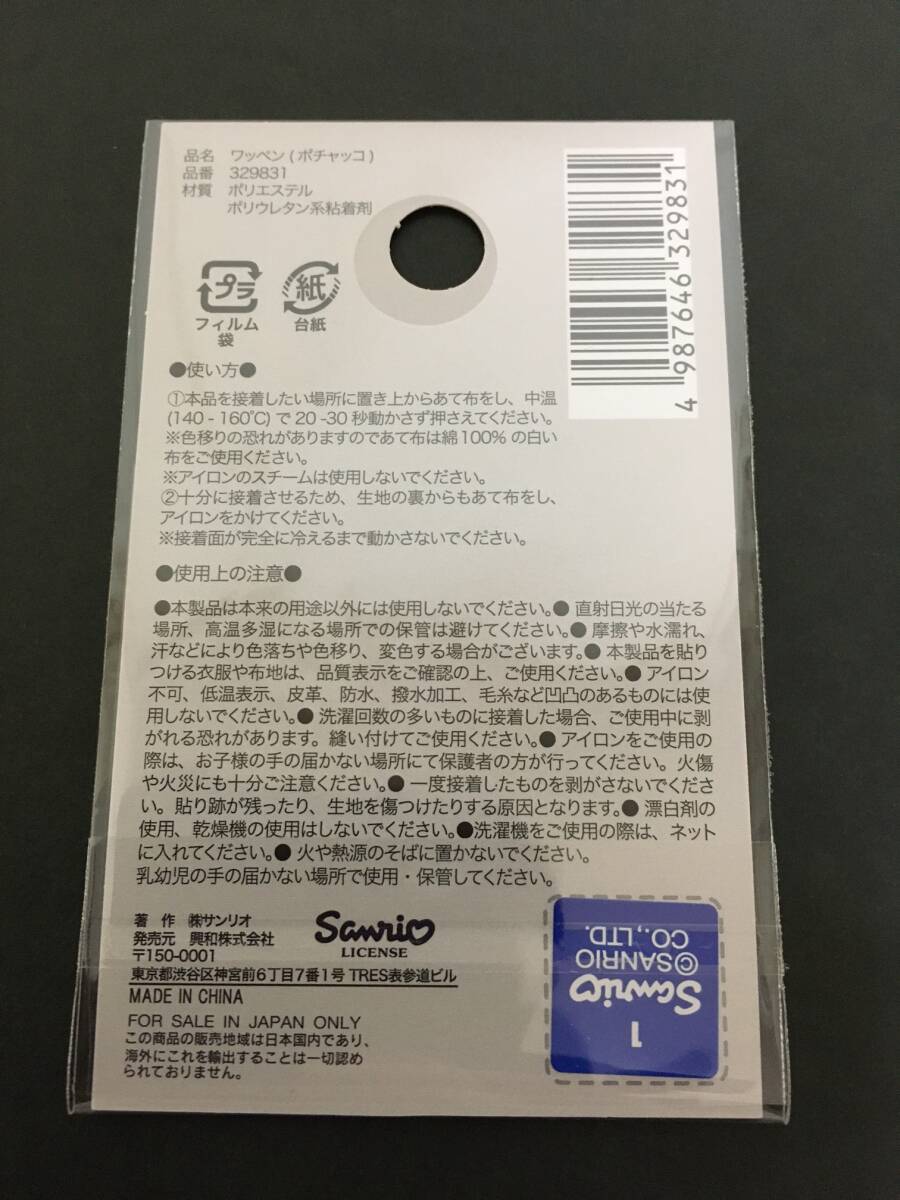 品名 ワッペン(ポチャッコ)
品番 329831
材質 ポリエステル
ポリウレタン系粘着剤
プラ
フィルム
袋
紙
台紙
4 987646 329831
●使い方●
①本品を接着したい場所に置き上からあて布をし、中温
(140-160℃)で20-30秒動かさず押さえてください。
※色移りの恐れがありますのであて布は綿100%の白い
布をご使用ください。
※アイロンのスチームは使用しないでください。
②十分に接着させるため、生地の裏からもあて布をし、
アイロンをかけてください。
※接着面が完全に冷えるまで動かさないでください。
●使用上の注意●
●本製品は本来の用途以外には使用しないでください。● 直射日光の当たる
場所、高温多湿になる場所での保管は避けてください。● 摩擦や水濡れ、
汗などにより色落ちや色移り、変色する場合がございます。● 本製品を貼り
つける衣服や布地は、品質表示をご確認の上、ご使用ください。● アイロン
不可、低温表示、皮革、防水、撥水加工、毛糸など凹凸のあるものには使
用しないでください。● 洗濯回数の多いものに接着した場合、ご使用中に剥
がれる恐れがあります。縫い付けてご使用ください。● アイロンをご使用の
際は、お子様の手の届かない場所にて保護者の方が行ってください。火傷
や火災にも十分ご注意ください。● 一度接着したものを剥がさないでくださ
い。貼り跡が残ったり、生地を傷つけたりする原因となります。● 漂白剤の
使用、乾燥機の使用はしないでください。●洗濯機をご使用の際は、ネット
に入れてください。● 火や熱源のそばに置かないでください。
乳幼児の手の届かない場所で使用・保管してください。
著作 ㈱サンリオ
発売元 興和株式会社
〒150-0001
東京都渋谷区神宮前6丁目7番1号 TRES表参道ビル
MADE IN CHINA
Sanrio
LICENSE
FOR SALE IN JAPAN ONLY
この商品の販売地域は日本国内であり、
海外にこれを輸出することは一切認め
られておりません。
1
Sanrio
©SANRIO
CO.,LTD.